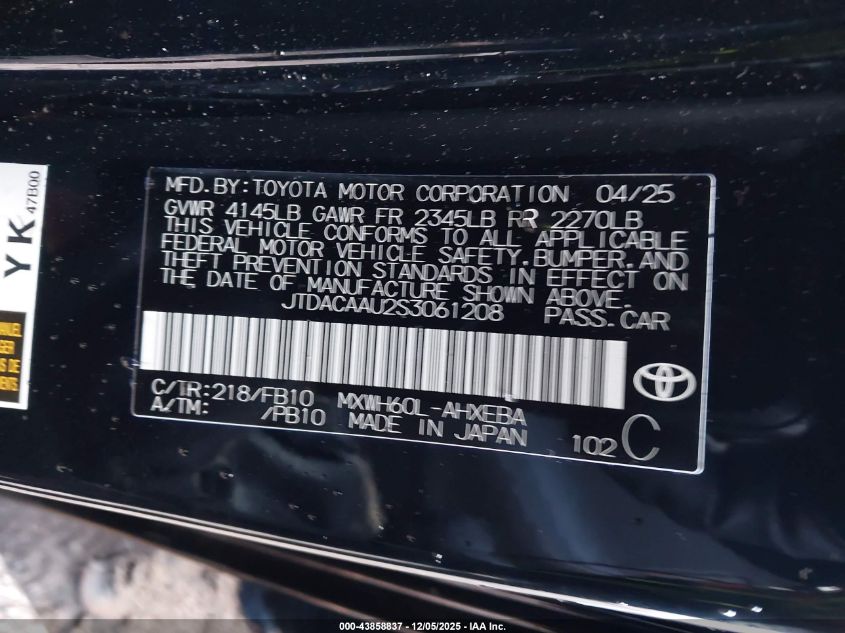 MFD. BY: TOYOTA MOTOR CORPORATION 04/25
GVWR 4145LB GAWR FR 2345LB RR 2270LB
THIS VEHICLE CONFORMS TO ALL APPLICABLE
FEDERAL MOTOR VEHICLE SAFETY, BUMPER, AND
THEFT PREVENTION STANDARDS IN EFFECT ON
THE DATE OF MANUFACTURE SHOWN ABOVE.
JTDACAAU2S3061208 PASS. CAR
C/TR: 218/FB10 MXWH60L-AHXEBA
A/TM: /PB10 MADE IN JAPAN 102 C
YK 47B00
000-43858837 - 12/05/2025 - IAA Inc.